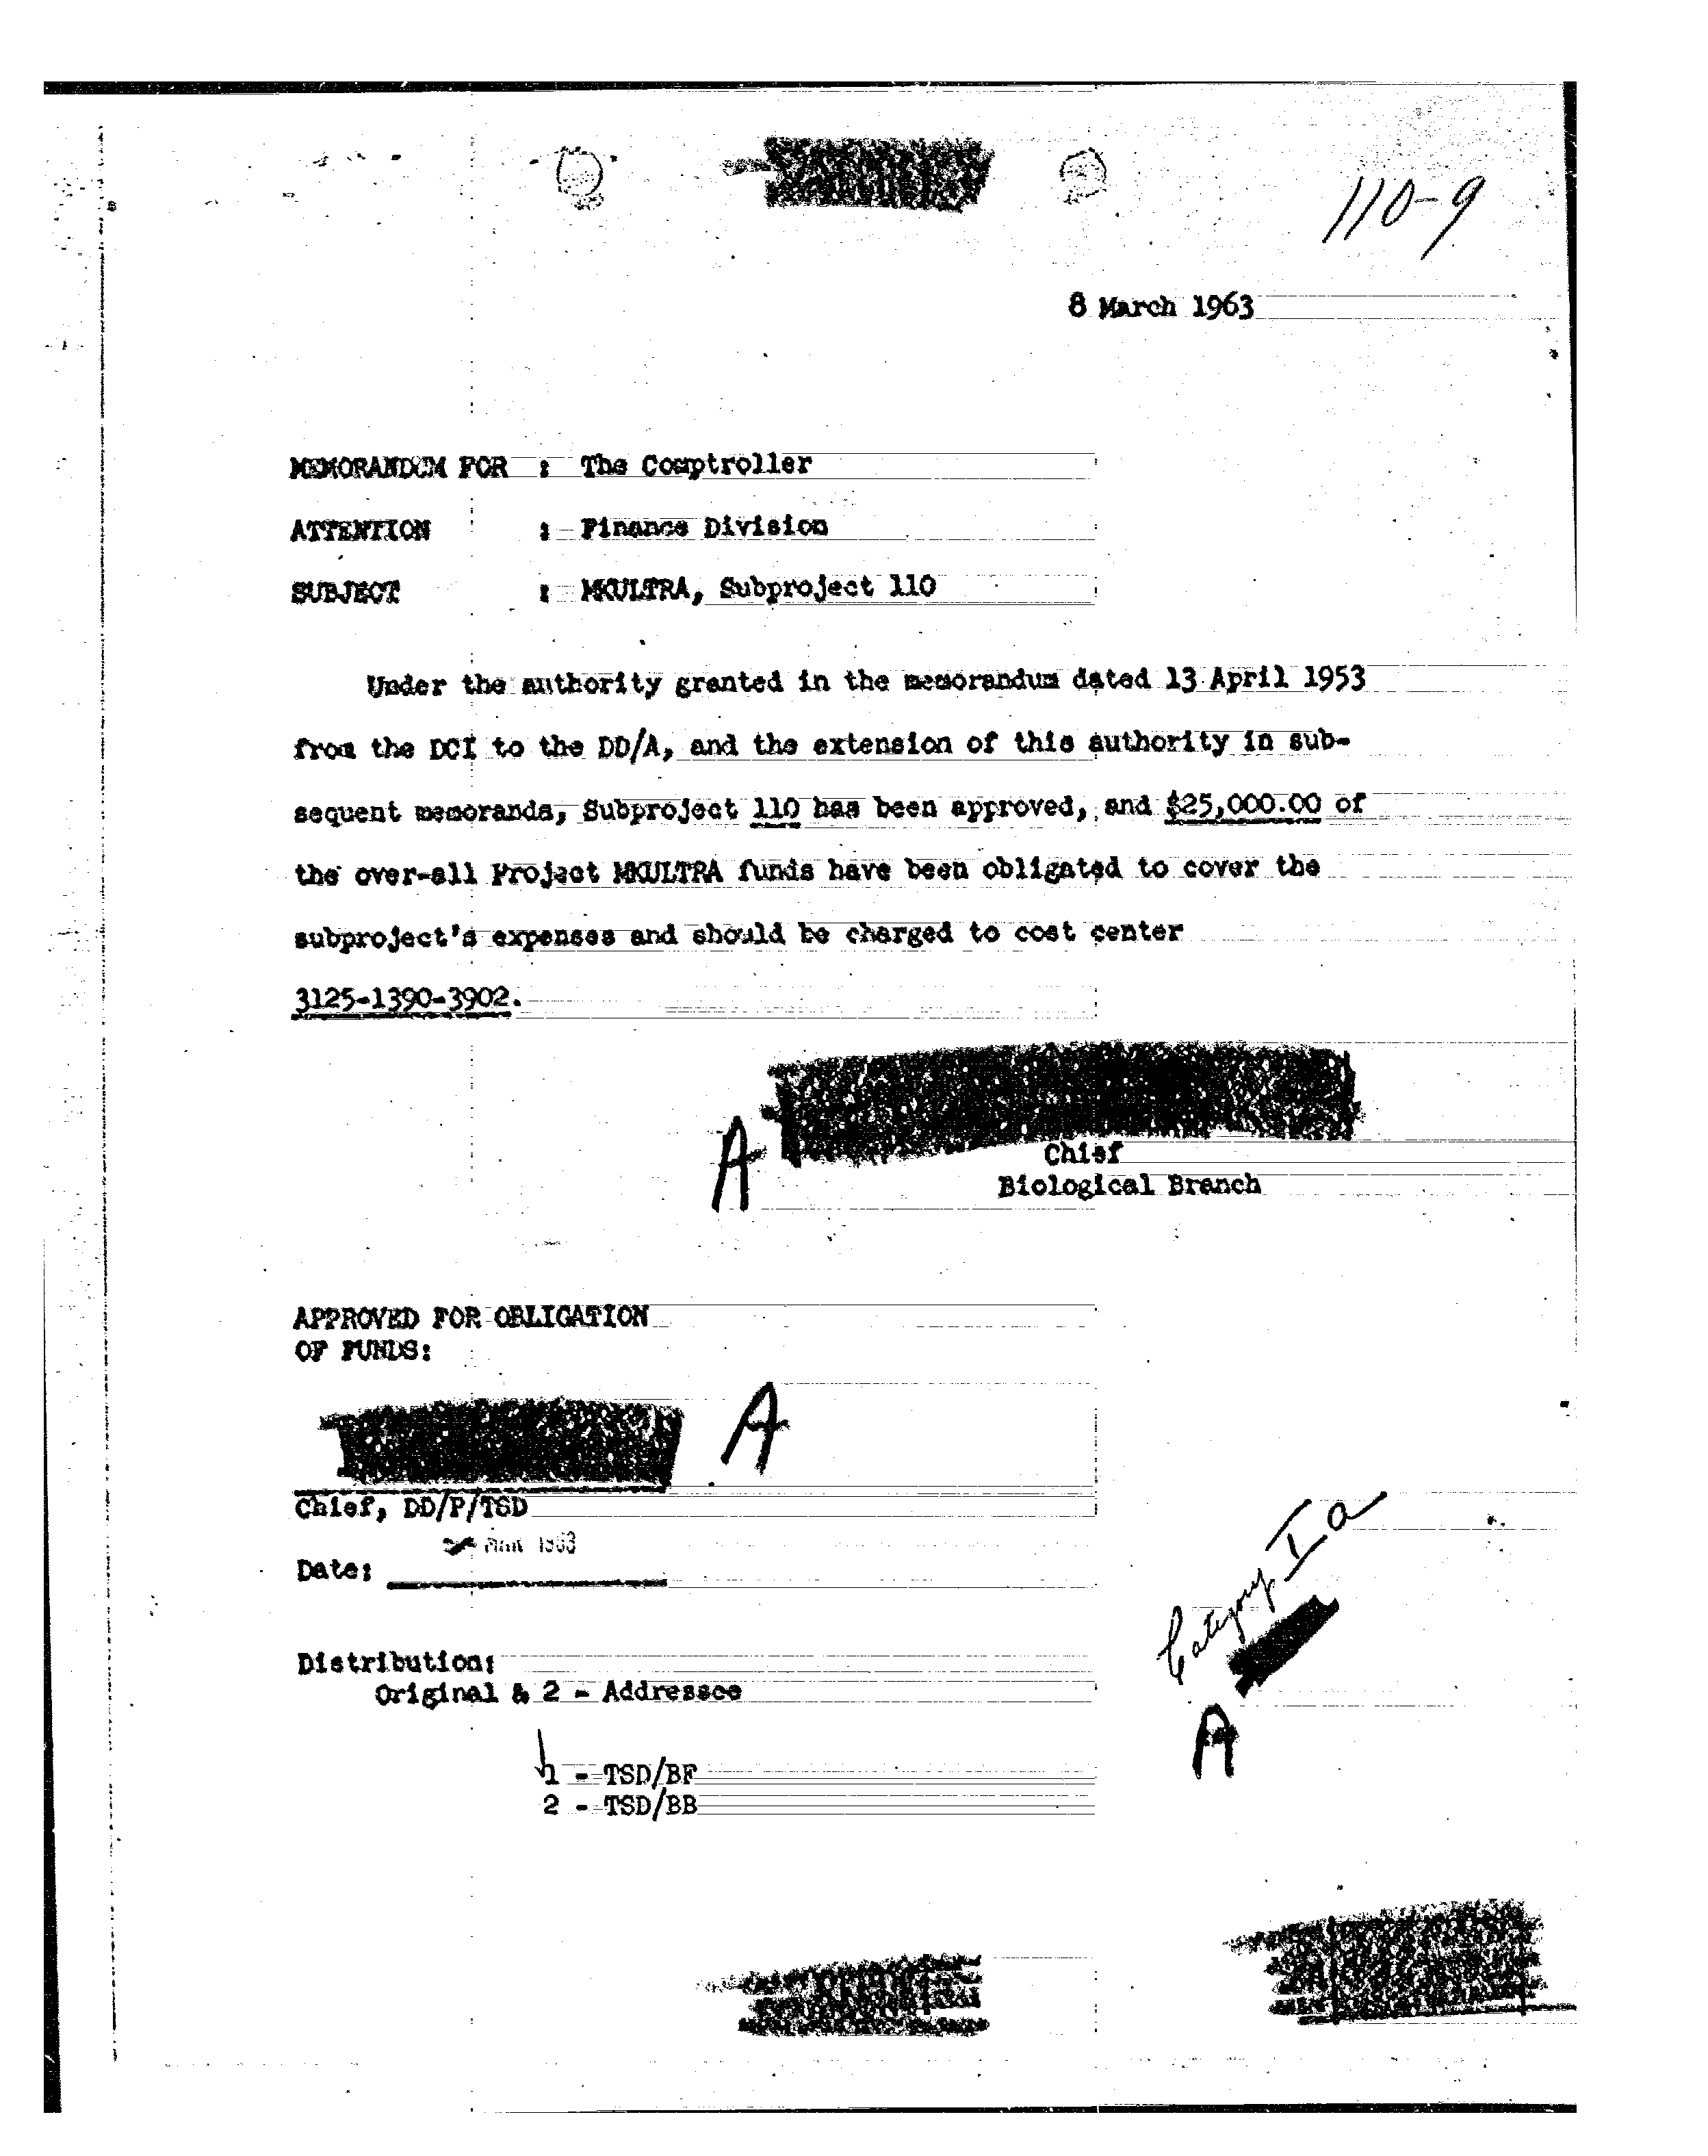 110-9
8 March 1963
MEMORANDUM FOR : The Comptroller
ATTENTION : Finance Division
SUBJECT : MKULTRA, Subproject 110
Under the authority granted in the memorandum dated 13 April 1953
from the DCI to the DD/A, and the extension of this authority in sub-
sequent memoranda, Subproject 110 has been approved, and $25,000.00 of
the over-all Project MKULTRA funds have been obligated to cover the
subproject's expenses and should be charged to cost center
3125-1390-3902.
A
Chief
Biological Branch
APPROVED FOR OBLIGATION
OF FUNDS:
A
Chief, DD/P/TSD
MAR 1963
Date:
Category I a
A
Distribution:
Original & 2 - Addressee
1 - TSD/BF
2 - TSD/BB